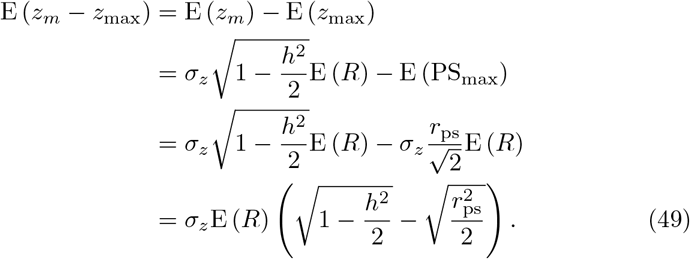 E (z_m − z_max) = E (z_m) − E (z_max)
= σ_z √(1 − h²/2) E (R) − E (PS_max)
= σ_z √(1 − h²/2) E (R) − σ_z r_ps/√2 E (R)
= σ_z E (R) (√(1 − h²/2) − √(r_ps²/2)) . (49)